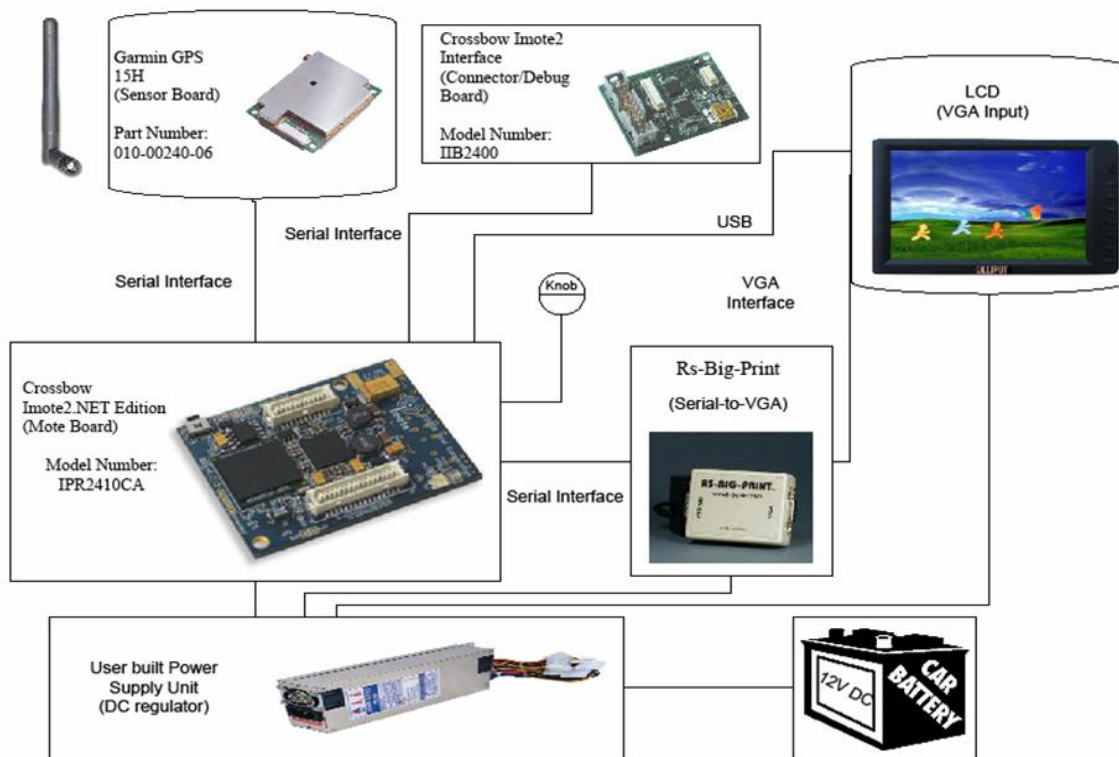 Garmin GPS
15H
(Sensor Board)
Part Number:
010-00240-06
Crossbow Imote2
Interface
(Connector/Debug
Board)
Model Number:
IIB2400
LCD
(VGA Input)
LILLIPUT
Serial Interface
USB
Serial Interface
Knob
VGA
Interface
Crossbow
Imote2.NET Edition
(Mote Board)
Model Number:
IPR2410CA
Rs-Big-Print
(Serial-to-VGA)
RS-BIG-PRINT
VGA
Serial Interface
User built Power
Supply Unit
(DC regulator)
12V DC
CAR
BATTERY